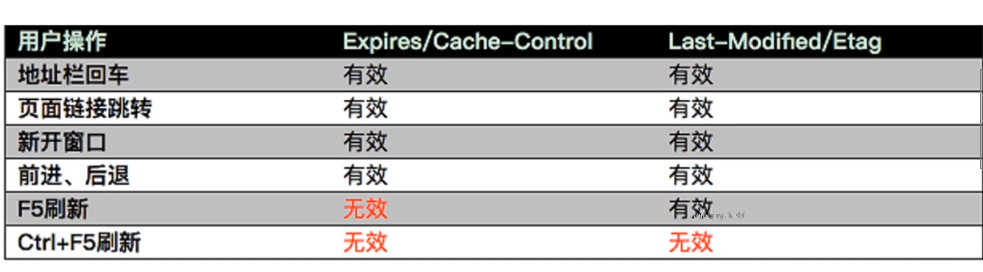 用户操作 Expires/Cache-Control Last-Modified/Etag
地址栏回车 有效 有效
页面链接跳转 有效 有效
新开窗口 有效 有效
前进、后退 有效 有效
F5刷新 无效 有效
Ctrl+F5刷新 无效 无效